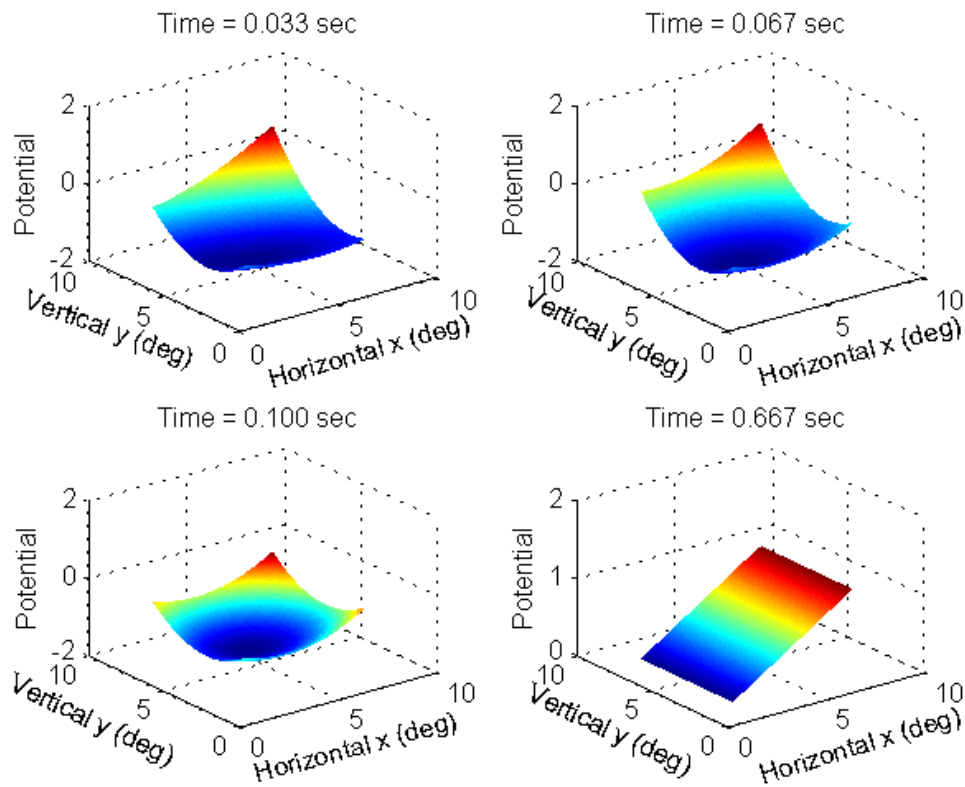 Time = 0.033 sec
2
0
-2
Potential
10
5
0
Vertical y (deg)
0
5
10
Horizontal x (deg)
Time = 0.067 sec
2
0
-2
Potential
10
5
0
Vertical y (deg)
0
5
10
Horizontal x (deg)
Time = 0.100 sec
2
0
-2
Potential
10
5
0
Vertical y (deg)
0
5
10
Horizontal x (deg)
Time = 0.667 sec
2
1
0
Potential
10
5
0
Vertical y (deg)
0
5
10
Horizontal x (deg)